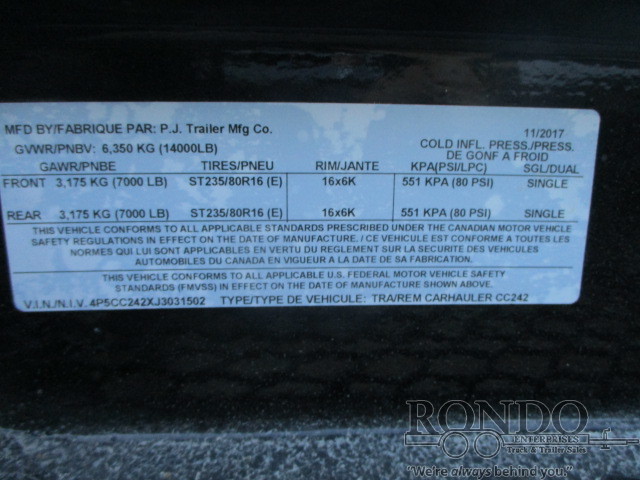 MFD BY/FABRIQUE PAR: P.J. Trailer Mfg Co. 11/2017
GVWR/PNBV: 6,350 KG (14000LB) COLD INFL. PRESS./PRESS. DE GONF A FROID
GAWR/PNBE TIRES/PNEU RIM/JANTE KPA(PSI/LPC) SGL/DUAL
FRONT 3,175 KG (7000 LB) ST235/80R16 (E) 16x6K 551 KPA (80 PSI) SINGLE
REAR 3,175 KG (7000 LB) ST235/80R16 (E) 16x6K 551 KPA (80 PSI) SINGLE
THIS VEHICLE CONFORMS TO ALL APPLICABLE STANDARDS PRESCRIBED UNDER THE CANADIAN MOTOR VEHICLE
SAFETY REGULATIONS IN EFFECT ON THE DATE OF MANUFACTURE. / CE VEHICULE EST CONFORME A TOUTES LES
NORMES QUI LUI SONT APPLICABLES EN VERTU DU REGLEMENT SUR LA SECURITE DES VEHICULES
AUTOMOBILES DU CANADA EN VIGUEUR A LA DATE DE SA FABRICATION.
THIS VEHICLE CONFORMS TO ALL APPLICABLE U.S. FEDERAL MOTOR VEHICLE SAFETY
STANDARDS (FMVSS) IN EFFECT ON THE DATE OF MANUFACTURE SHOWN ABOVE.
V.I.N./N.I.V. 4P5CC242XJ3031502 TYPE/TYPE DE VEHICULE: TRA/REM CARHAULER CC242
RONDO
ENTERPRISES
Truck & Trailer Sales
"We're always behind you."